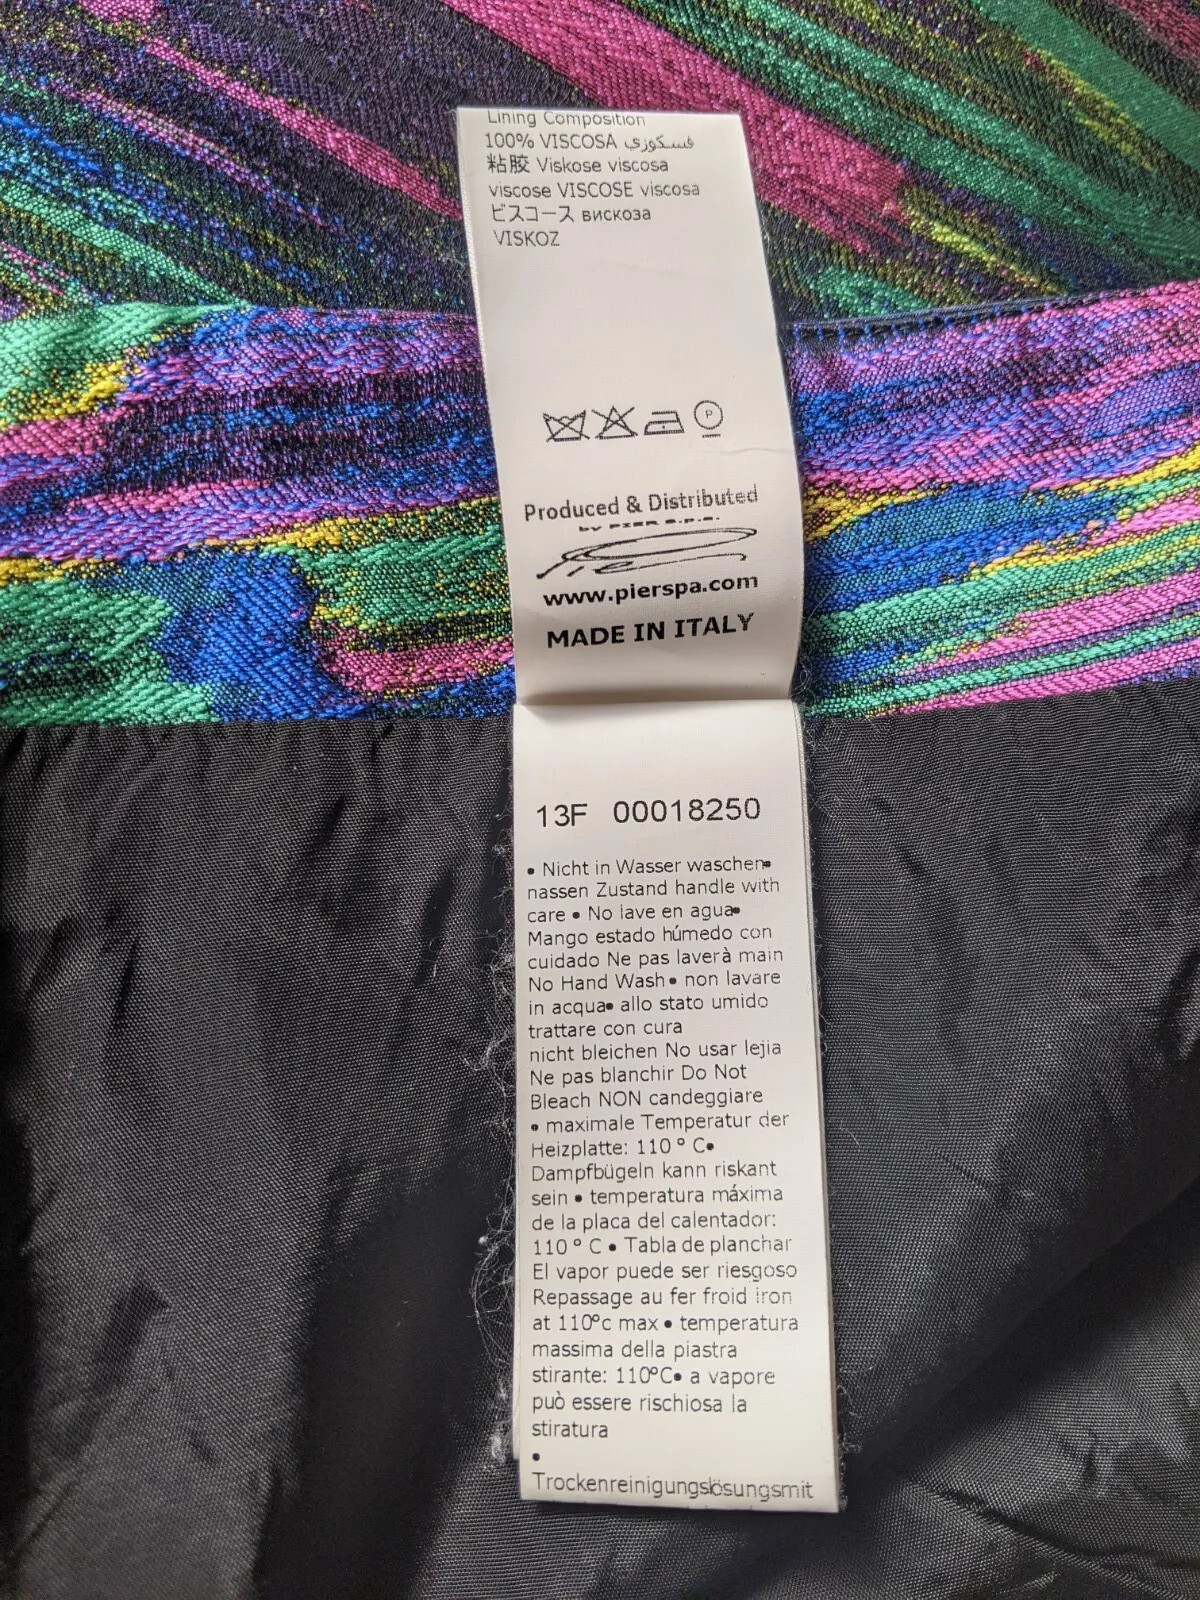 Lining Composition
100% VISCOSA فسكوزي
粘胶 Viskose viscosa
viscose VISCOSE viscosa
ビスコース вискоза
VISKOZ
P
Produced & Distributed
by PIER S.P.A.
www.pierspa.com
MADE IN ITALY
13F 00018250
• Nicht in Wasser waschen•
nassen Zustand handle with
care • No lave en agua•
Mango estado húmedo con
cuidado Ne pas laverà main
No Hand Wash• non lavare
in acqua• allo stato umido
trattare con cura
nicht bleichen No usar lejia
Ne pas blanchir Do Not
Bleach NON candeggiare
• maximale Temperatur der
Heizplatte: 110 º C•
Dampfbügeln kann riskant
sein • temperatura máxima
de la placa del calentador:
110 º C • Tabla de planchar
El vapor puede ser riesgoso
Repassage au fer froid iron
at 110ºc max • temperatura
massima della piastra
stirante: 110ºC• a vapore
può essere rischiosa la
stiratura
•
Trockenreinigungslösungsmit